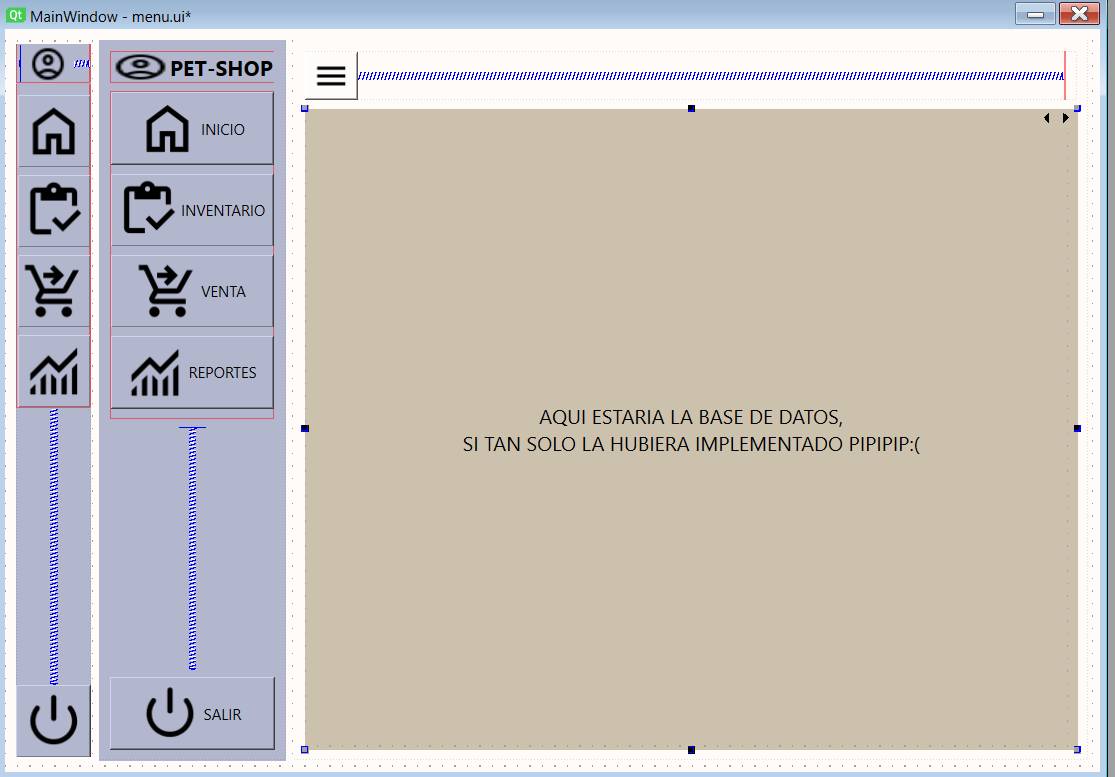 MainWindow - menu.ui*
PET-SHOP
INICIO
INVENTARIO
VENTA
REPORTES
SALIR
AQUI ESTARIA LA BASE DE DATOS,
SI TAN SOLO LA HUBIERA IMPLEMENTADO PIPIPIP:(